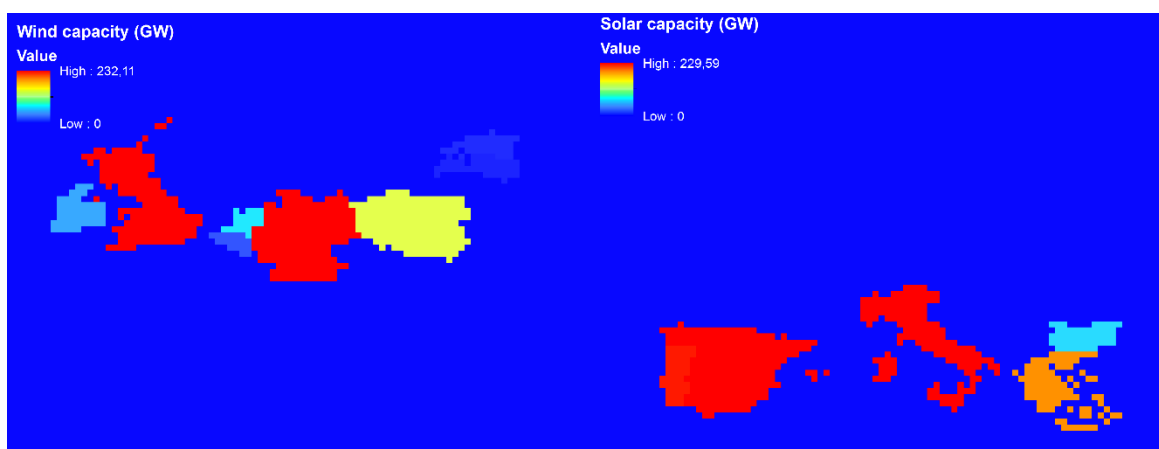 Wind capacity (GW)
Value
High : 232,11
Low : 0
Solar capacity (GW)
Value
High : 229,59
Low : 0